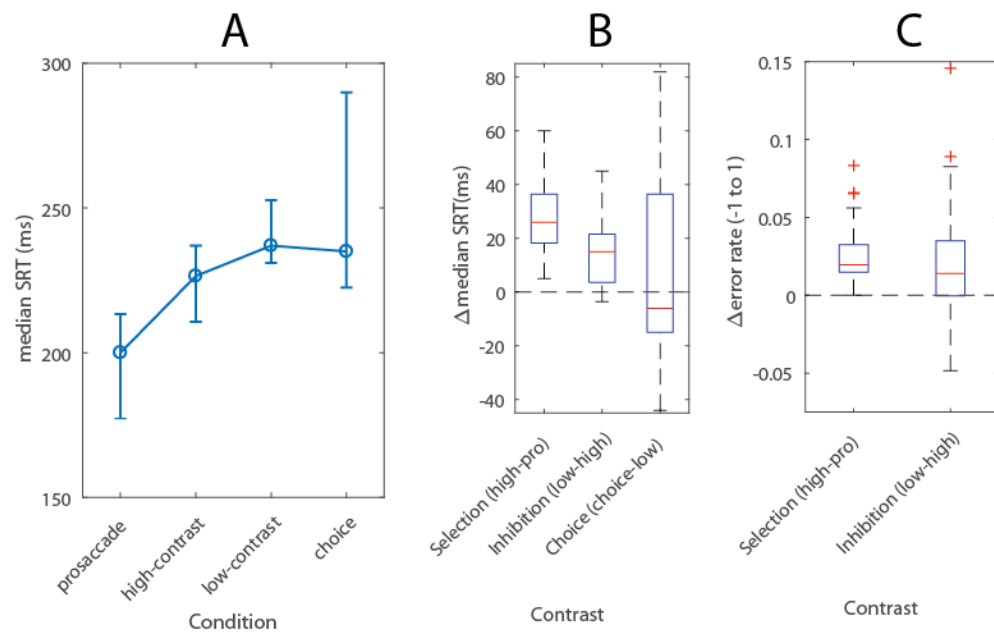 A
B
C
median SRT (ms)
300
250
200
150
prosaccade
high-contrast
low-contrast
choice
Condition
Δmedian SRT(ms)
80
60
40
20
0
-20
-40
Selection (high-pro)
Inhibition (low-high)
Choice (choice-low)
Contrast
Δerror rate (-1 to 1)
0.15
0.1
0.05
0
-0.05
Selection (high-pro)
Inhibition (low-high)
Contrast